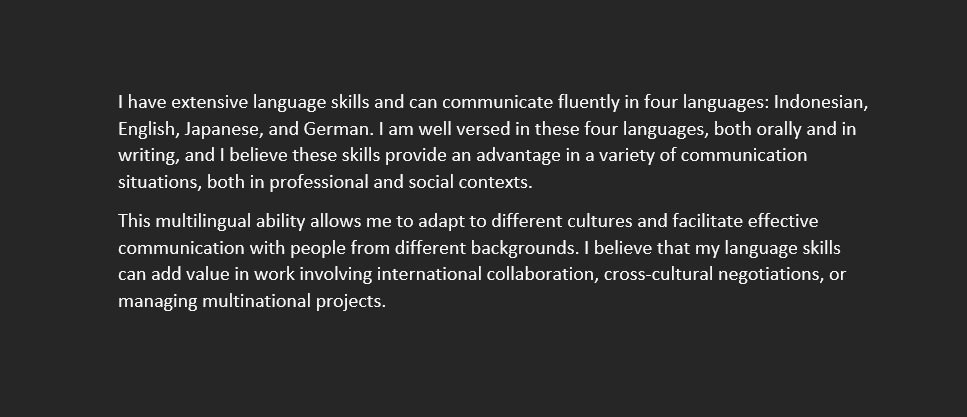 I have extensive language skills and can communicate fluently in four languages: Indonesian,
English, Japanese, and German. I am well versed in these four languages, both orally and in
writing, and I believe these skills provide an advantage in a variety of communication
situations, both in professional and social contexts.
This multilingual ability allows me to adapt to different cultures and facilitate effective
communication with people from different backgrounds. I believe that my language skills
can add value in work involving international collaboration, cross-cultural negotiations, or
managing multinational projects.